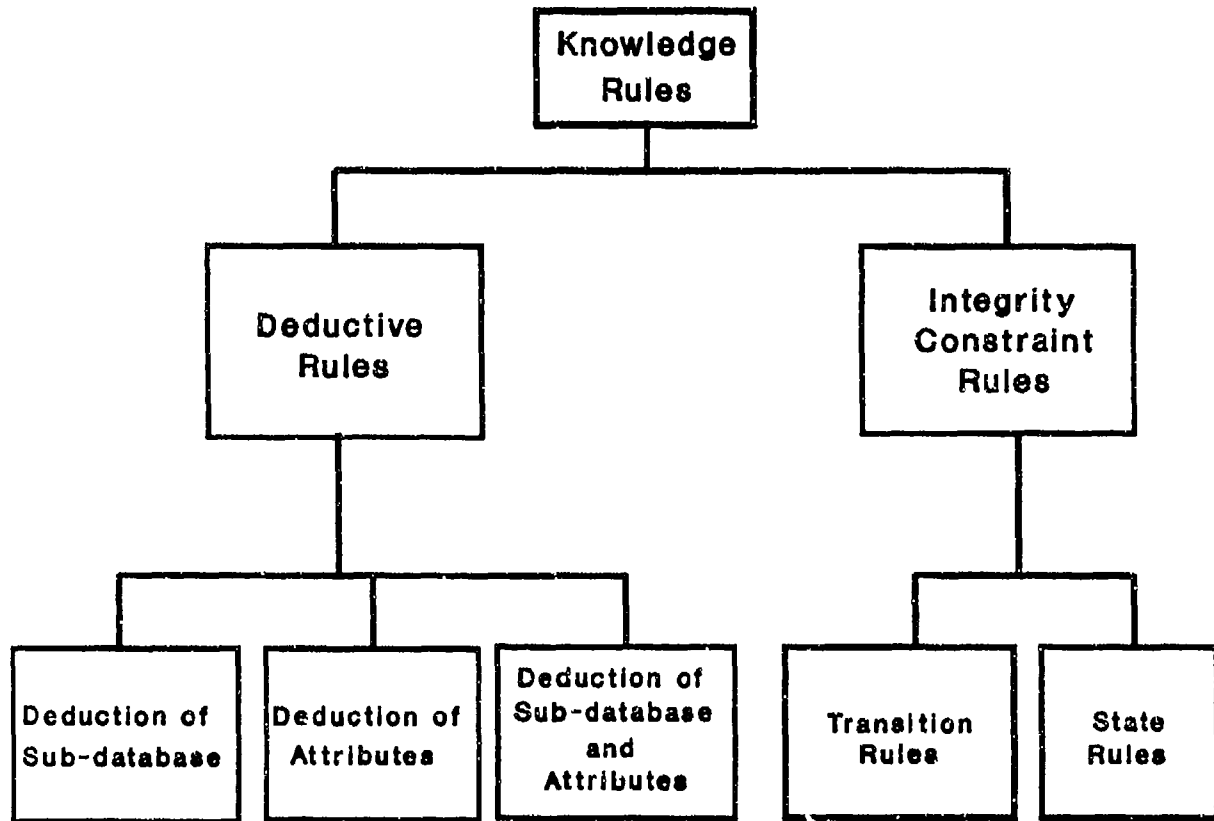 Knowledge
Rules
Deductive
Rules
Integrity
Constraint
Rules
Deduction of
Sub-database
Deduction of
Attributes
Deduction of
Sub-database
and
Attributes
Transition
Rules
State
Rules